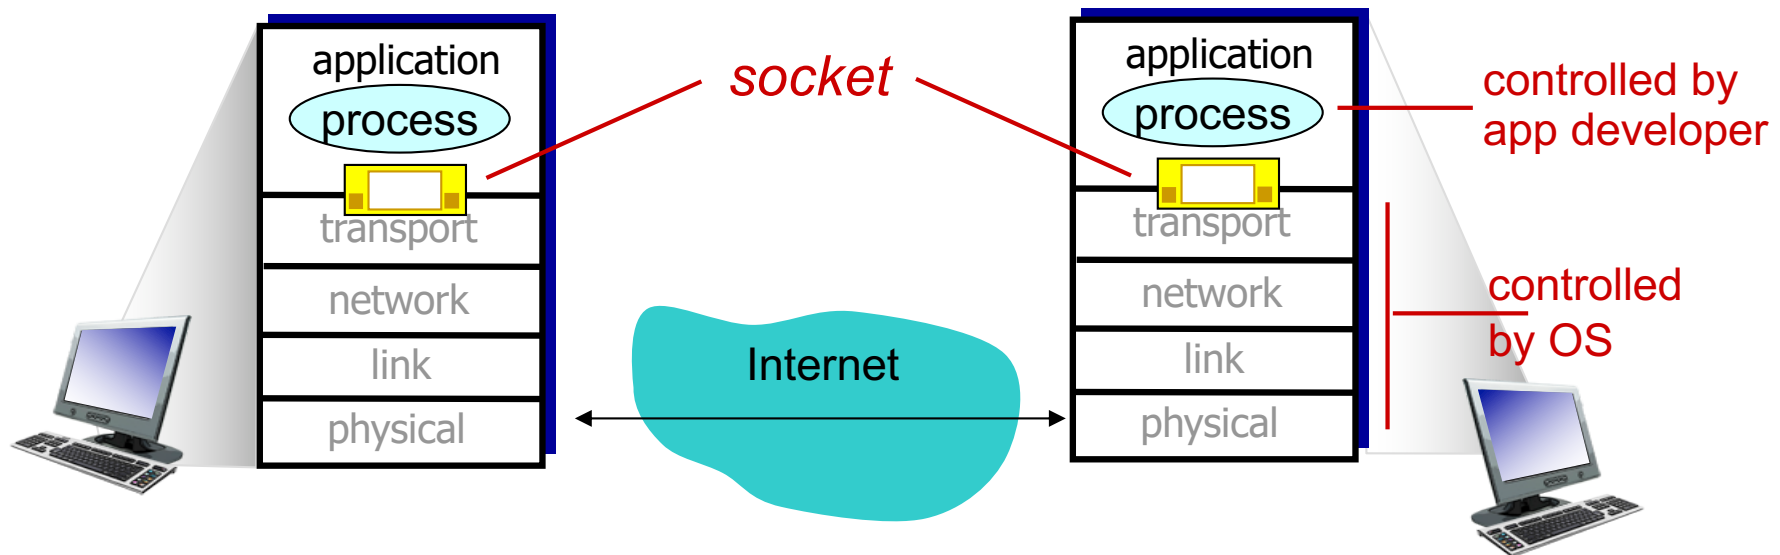 application
process
transport
network
link
physical
socket
Internet
application
process
transport
network
link
physical
controlled by
app developer
controlled
by OS